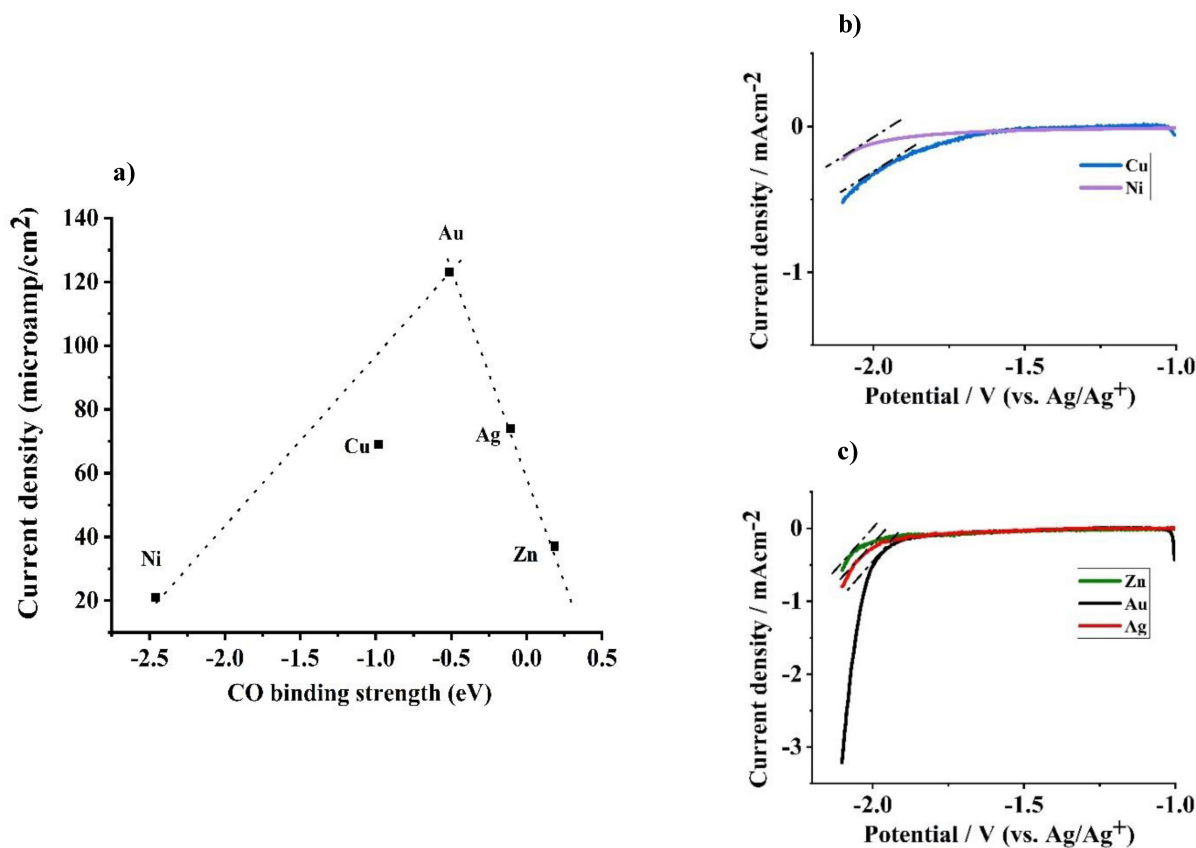 a)
Current density (microamp/cm²)
140
120
100
80
60
40
20
Au
Cu
Ag
Ni
Zn
-2.5 -2.0 -1.5 -1.0 -0.5 0.0 0.5
CO binding strength (eV)
b)
Current density / mAcm⁻²
0
-1
Cu
Ni
-2.0 -1.5 -1.0
Potential / V (vs. Ag/Ag⁺)
c)
Current density / mAcm⁻²
0
-1
-2
-3
Zn
Au
Ag
-2.0 -1.5 -1.0
Potential / V (vs. Ag/Ag⁺)